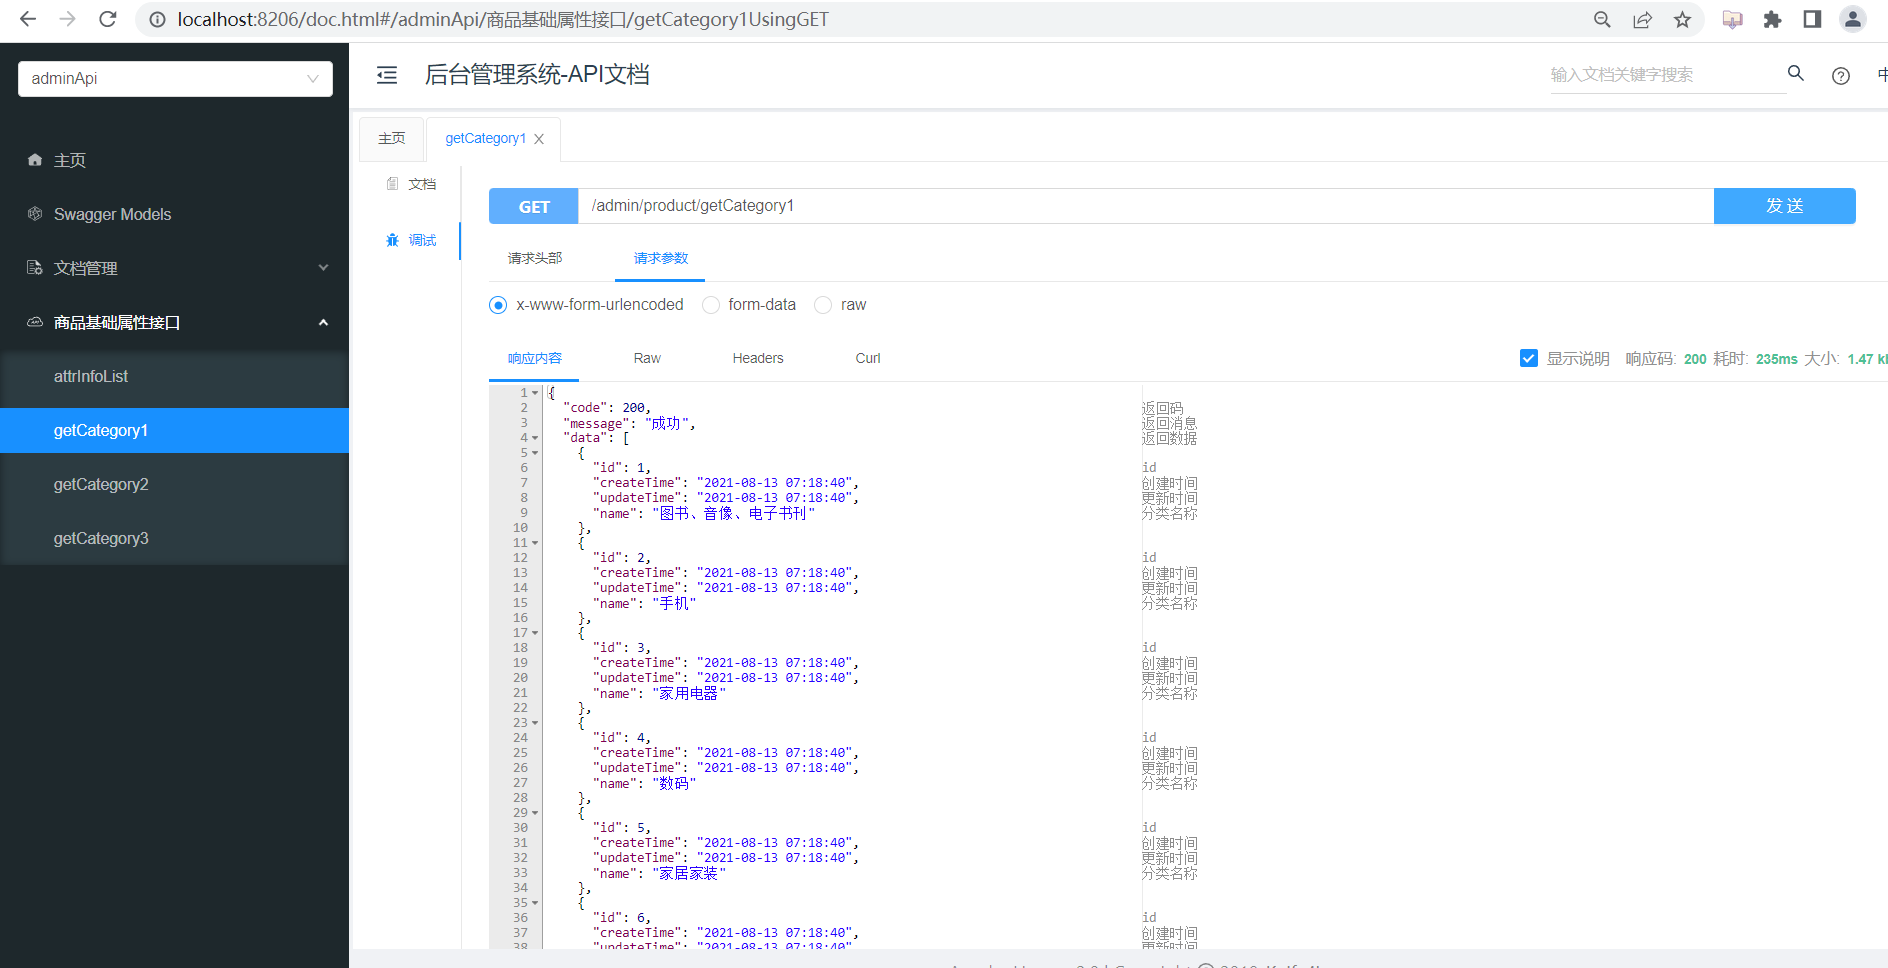 localhost:8206/doc.html#/adminApi/商品基础属性接口/getCategory1UsingGET
adminApi
后台管理系统-API文档
输入文档关键字搜索
主页
Swagger Models
文档管理
商品基础属性接口
attrInfoList
getCategory1
getCategory2
getCategory3
主页
getCategory1
文档
调试
GET
/admin/product/getCategory1
发送
请求头部
请求参数
x-www-form-urlencoded
form-data
raw
响应内容
Raw
Headers
Curl
显示说明 响应码: 200 耗时: 235ms 大小: 1.47
1 {
2 "code": 200, 返回码
3 "message": "成功", 返回消息
4 "data": [ 返回数据
5 {
6 "id": 1, id
7 "createTime": "2021-08-13 07:18:40", 创建时间
8 "updateTime": "2021-08-13 07:18:40", 更新时间
9 "name": "图书、音像、电子书刊" 分类名称
10 },
11 {
12 "id": 2, id
13 "createTime": "2021-08-13 07:18:40", 创建时间
14 "updateTime": "2021-08-13 07:18:40", 更新时间
15 "name": "手机" 分类名称
16 },
17 {
18 "id": 3, id
19 "createTime": "2021-08-13 07:18:40", 创建时间
20 "updateTime": "2021-08-13 07:18:40", 更新时间
21 "name": "家用电器" 分类名称
22 },
23 {
24 "id": 4, id
25 "createTime": "2021-08-13 07:18:40", 创建时间
26 "updateTime": "2021-08-13 07:18:40", 更新时间
27 "name": "数码" 分类名称
28 },
29 {
30 "id": 5, id
31 "createTime": "2021-08-13 07:18:40", 创建时间
32 "updateTime": "2021-08-13 07:18:40", 更新时间
33 "name": "家居家装" 分类名称
34 },
35 {
36 "id": 6, id
37 "createTime": "2021-08-13 07:18:40", 创建时间
38 "updateTime": "2021-08-13 07:18:40", 更新时间